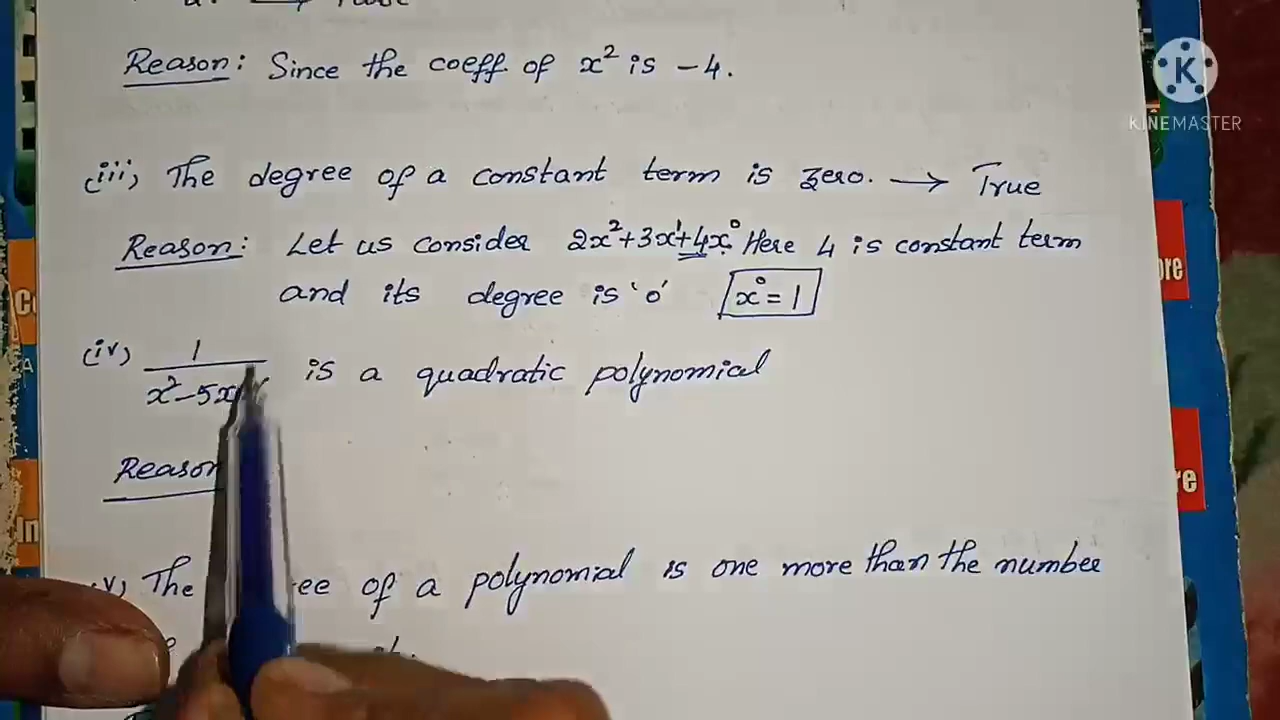 Reason: Since the coeff. of x² is -4.
K
KINEMASTER
(iii) The degree of a constant term is zero. → True
Reason: Let us consider 2x²+3x¹+4x⁰. Here 4 is constant term
and its degree is '0' x⁰ = 1
(iv) 1
x²-5x
is a quadratic polynomial
Reason
(v) The of a polynomial is one more than the number